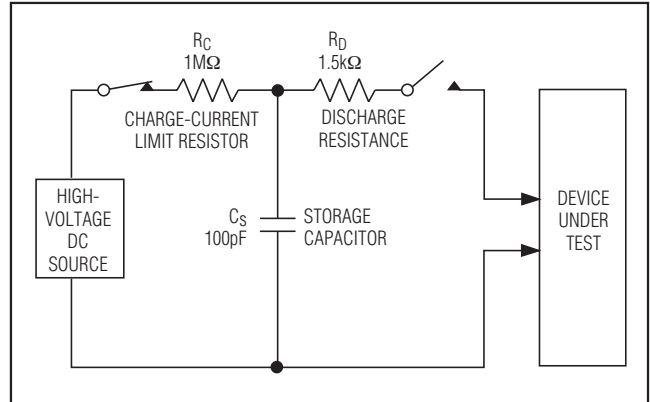 R_C
1MΩ
CHARGE-CURRENT
LIMIT RESISTOR
R_D
1.5kΩ
DISCHARGE
RESISTANCE
HIGH-
VOLTAGE
DC
SOURCE
C_S
100pF
STORAGE
CAPACITOR
DEVICE
UNDER
TEST